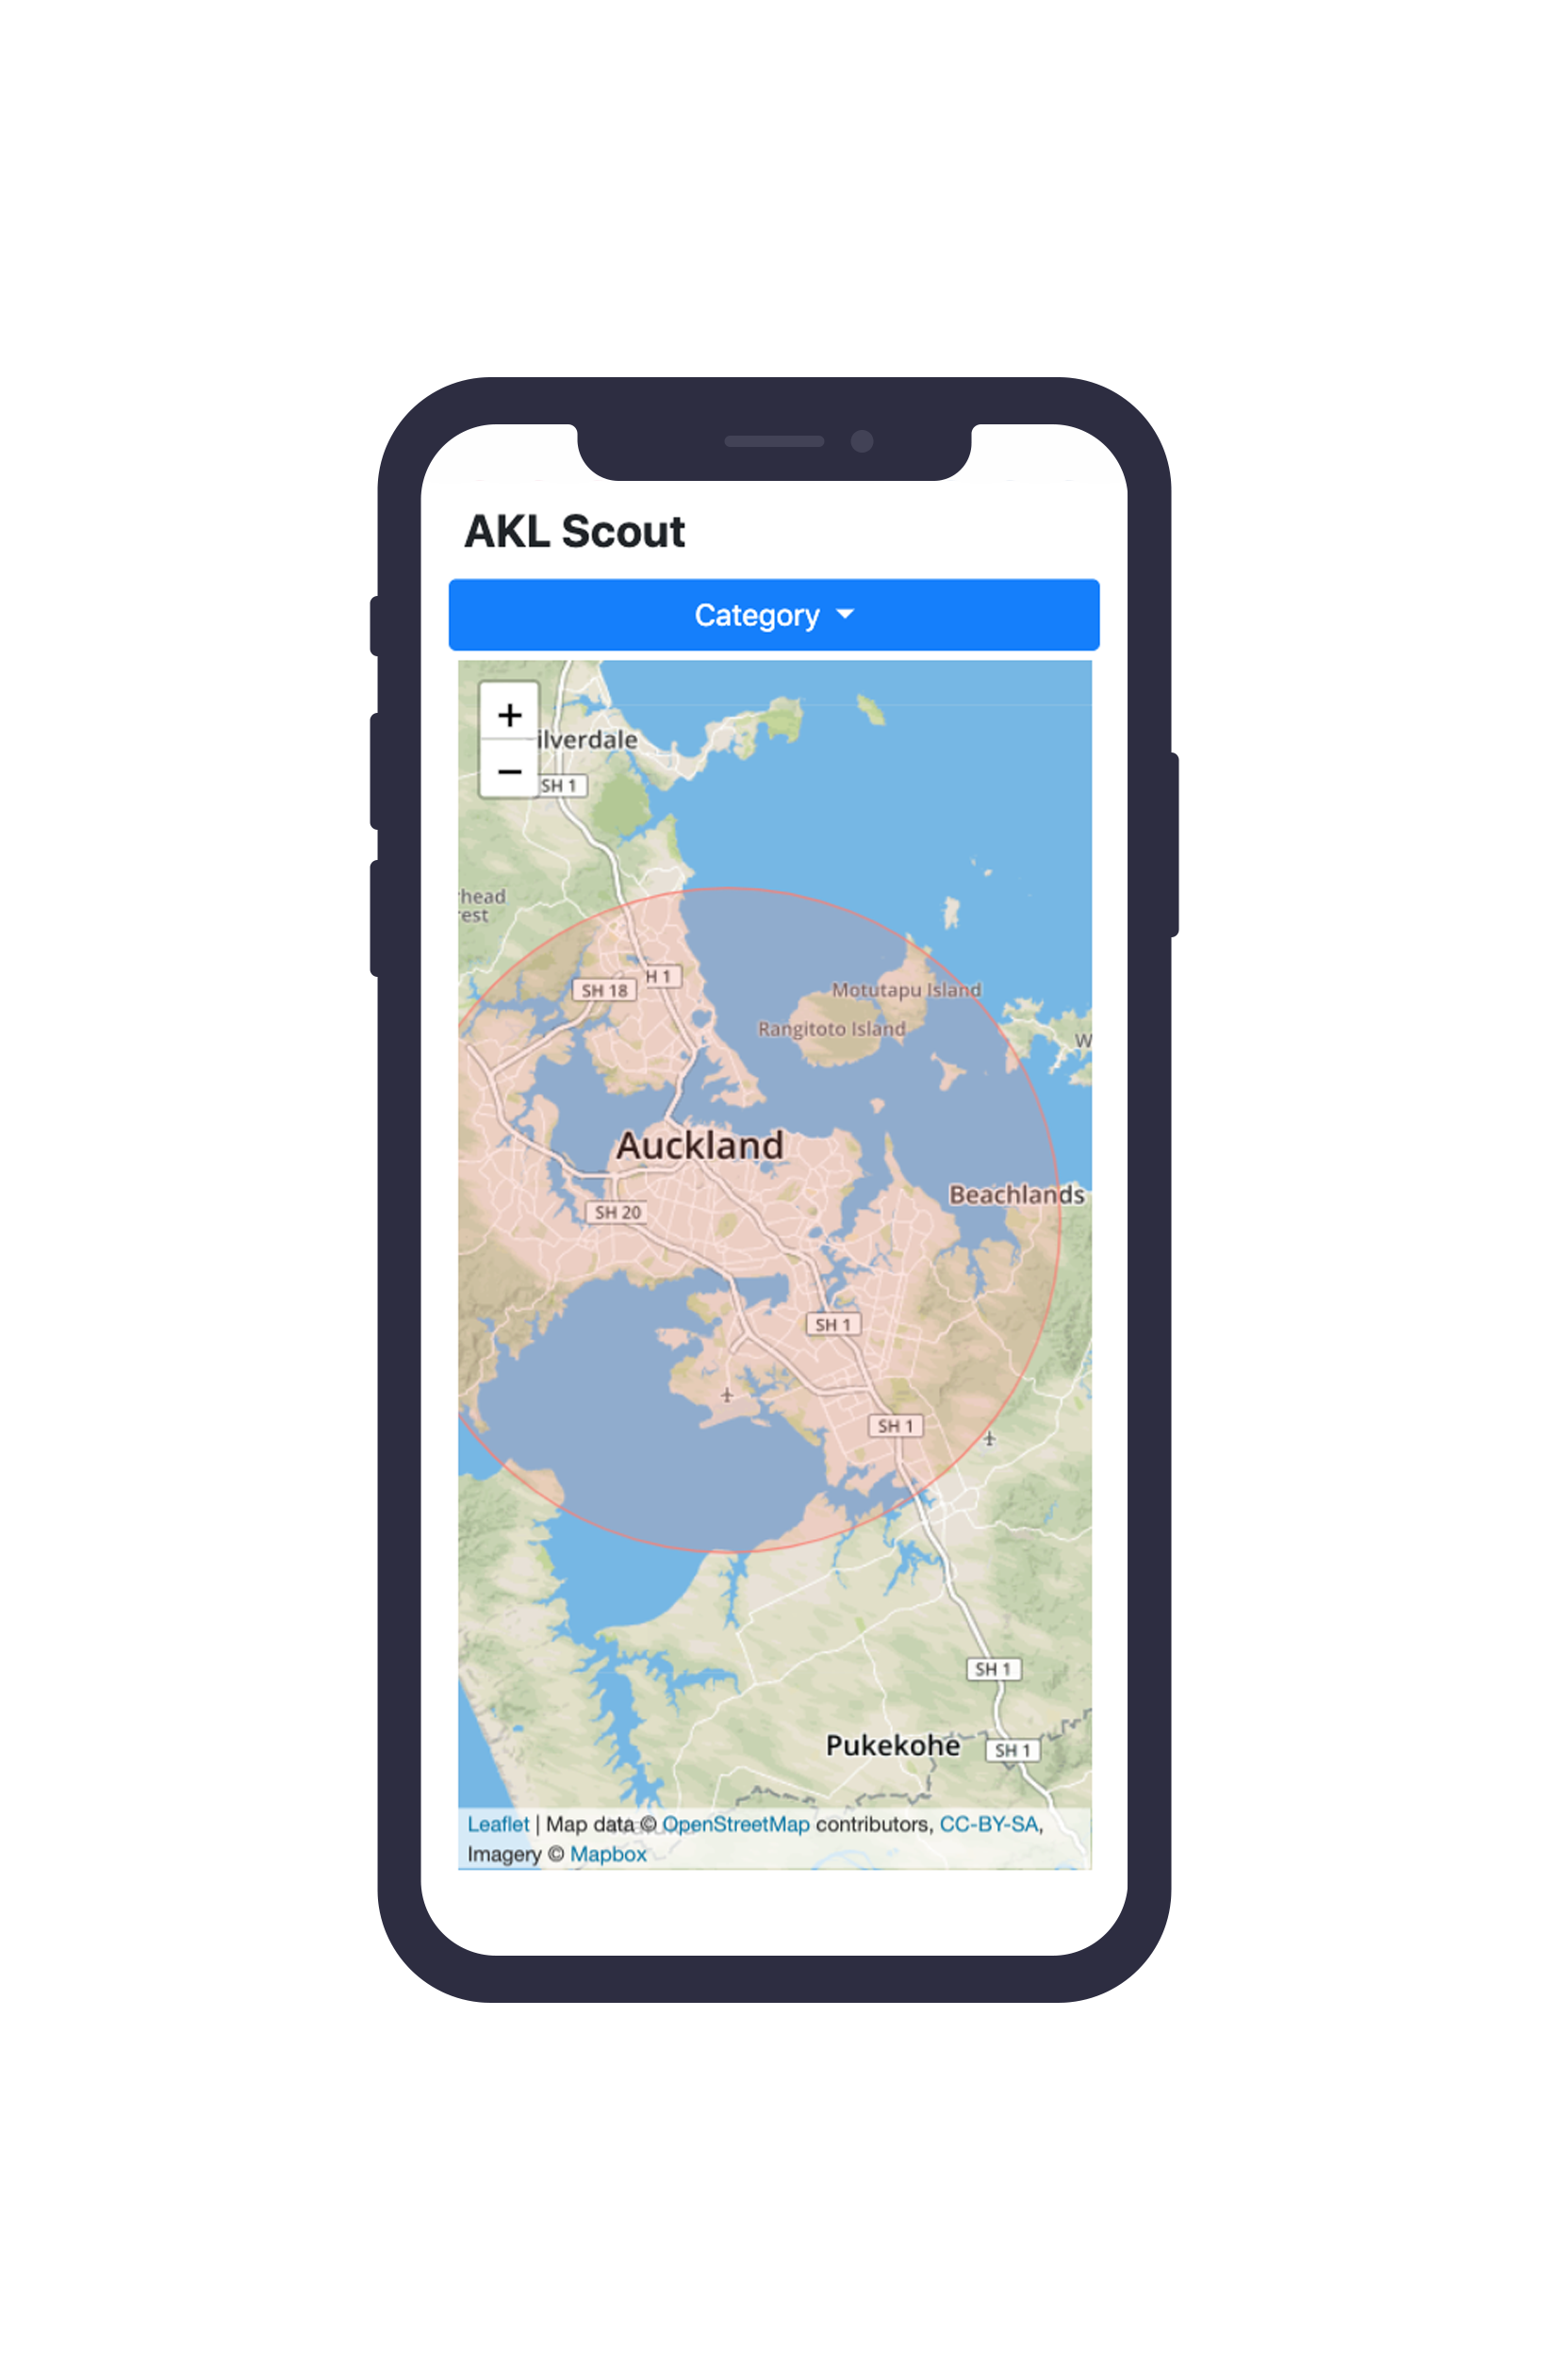 AKL Scout
Category
+
ilverdale
−
SH 1
head
est
H 1
SH 18
Motutapu Island
Rangitoto Island
W
Auckland
Beachlands
SH 20
SH 1
SH 1
SH 1
Pukekohe
SH 1
Leaflet | Map data © OpenStreetMap contributors, CC-BY-SA,
Imagery © Mapbox